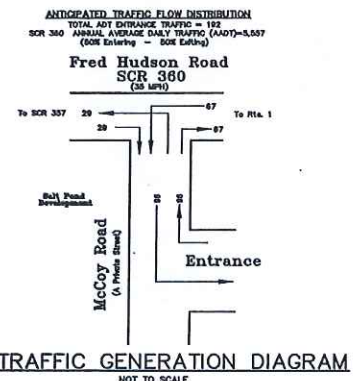 ANTICIPATED TRAFFIC FLOW DISTRIBUTION
TOTAL ADT ENTRANCE TRAFFIC = 192
SCR 360 ANNUAL AVERAGE DAILY TRAFFIC (AADT)=5,557
(50% Entering - 50% Exiting)
Fred Hudson Road
SCR 360
(35 MPH)
To SCR 357
29
67
To Rte. 1
29
67
Salt Pond
Development
McCoy Road
(A Private Street)
96
96
Entrance
TRAFFIC GENERATION DIAGRAM
NOT TO SCALE